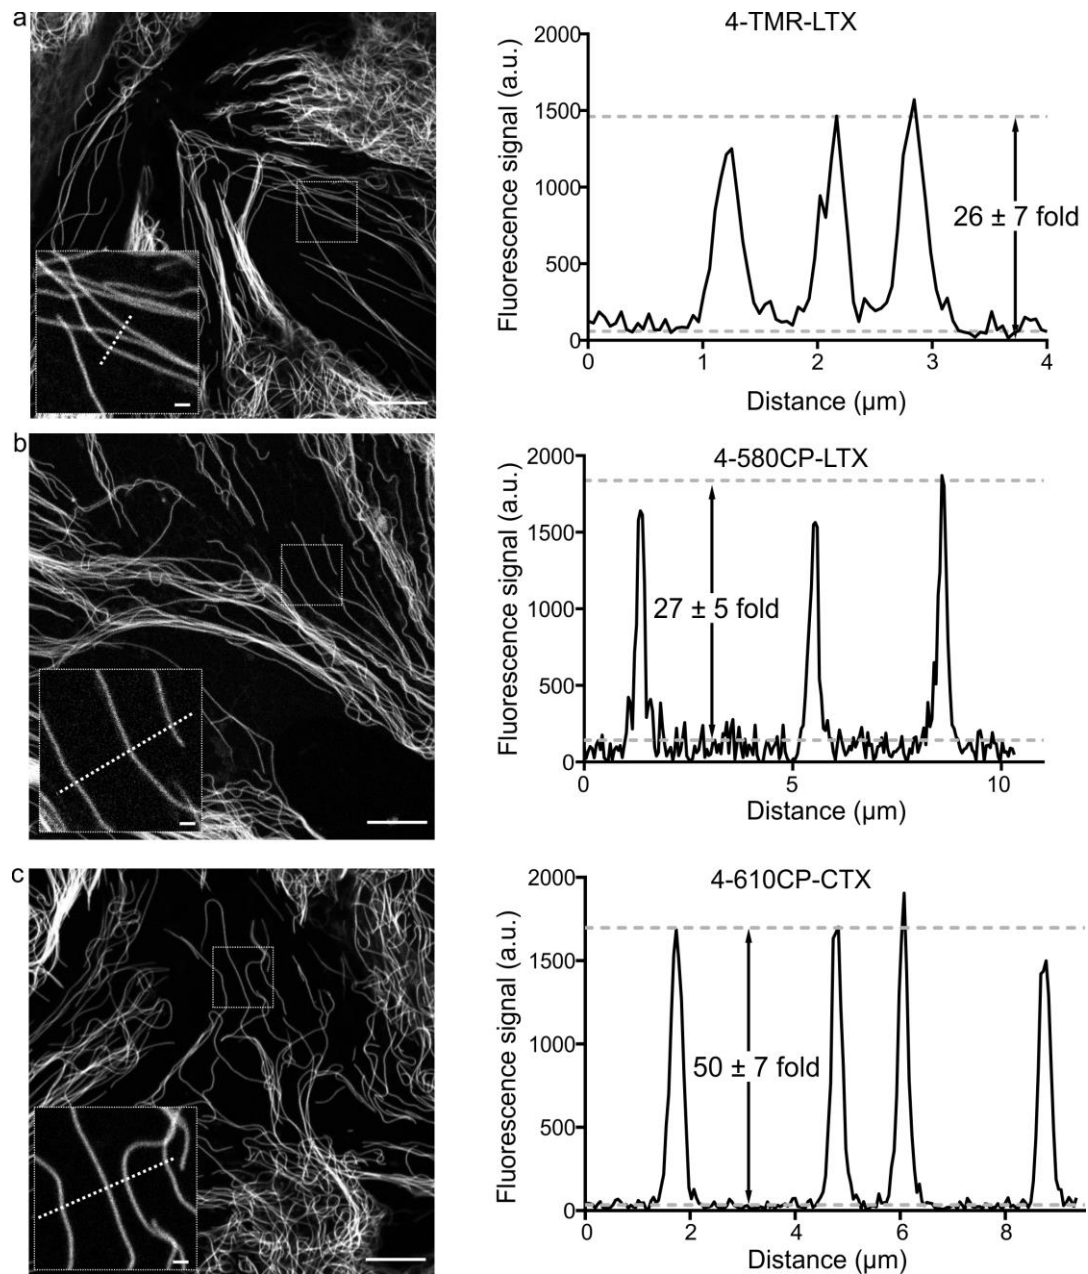 a
4-TMR-LTX
Fluorescence signal (a.u.)
2000
1500
1000
500
0
26 ± 7 fold
0 1 2 3 4
Distance (µm)
b
4-580CP-LTX
Fluorescence signal (a.u.)
2000
1500
1000
500
0
27 ± 5 fold
0 5 10
Distance (µm)
c
4-610CP-CTX
Fluorescence signal (a.u.)
2000
1500
1000
500
0
50 ± 7 fold
0 2 4 6 8
Distance (µm)